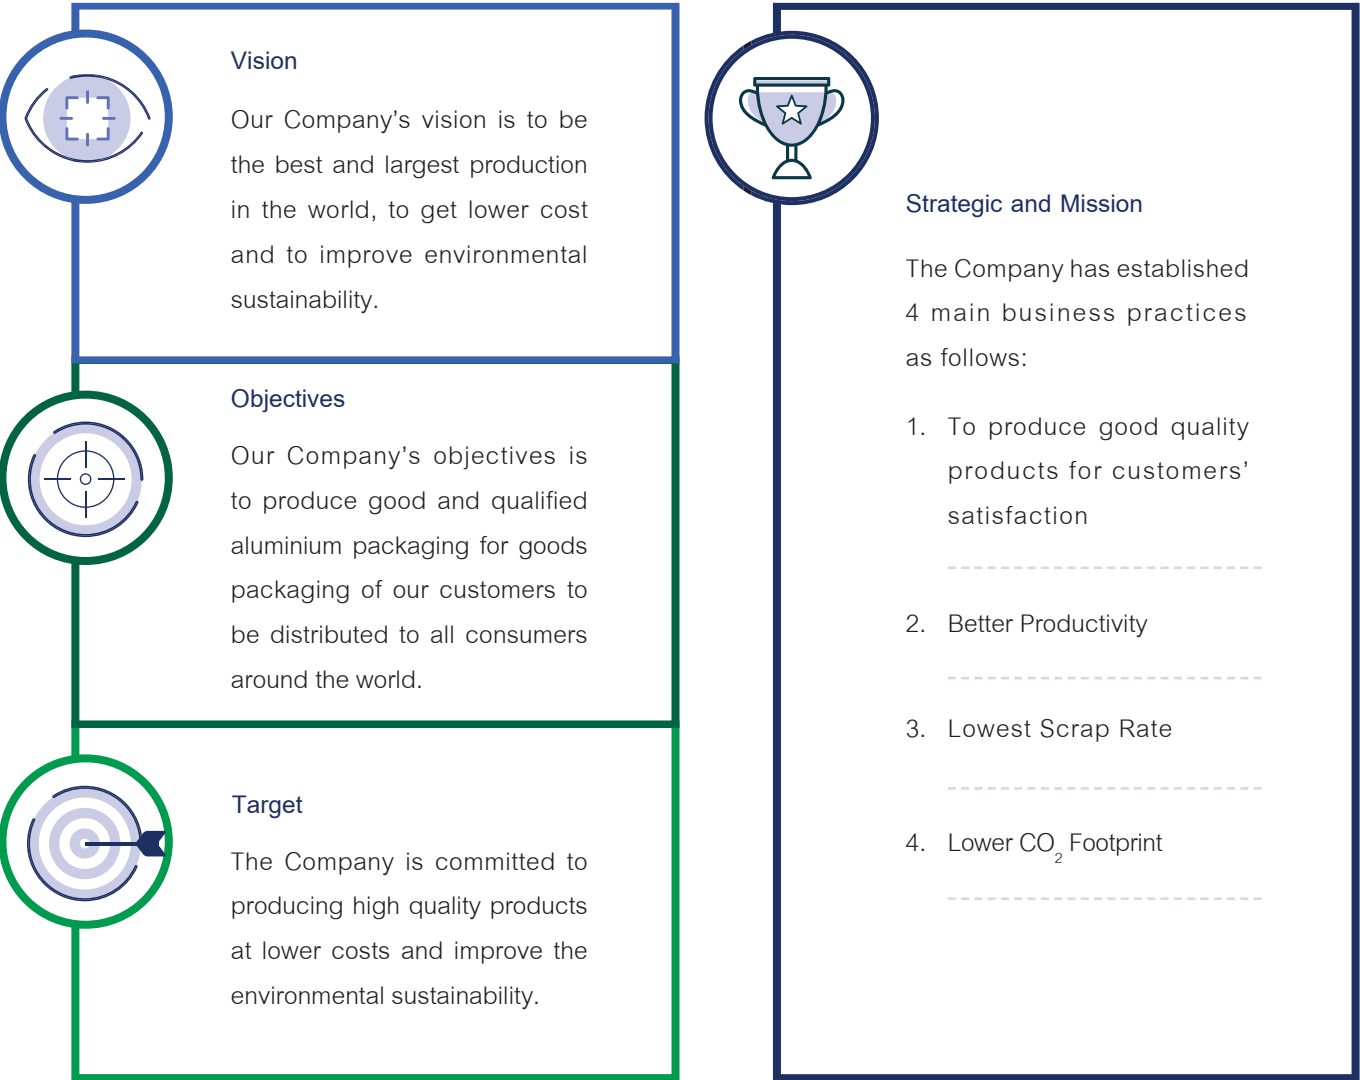 Vision
Our Company’s vision is to be
the best and largest production
in the world, to get lower cost
and to improve environmental
sustainability.
Objectives
Our Company’s objectives is
to produce good and qualified
aluminium packaging for goods
packaging of our customers to
be distributed to all consumers
around the world.
Target
The Company is committed to
producing high quality products
at lower costs and improve the
environmental sustainability.
Strategic and Mission
The Company has established
4 main business practices
as follows:
1. To produce good quality
products for customers’
satisfaction
2. Better Productivity
3. Lowest Scrap Rate
4. Lower CO₂ Footprint